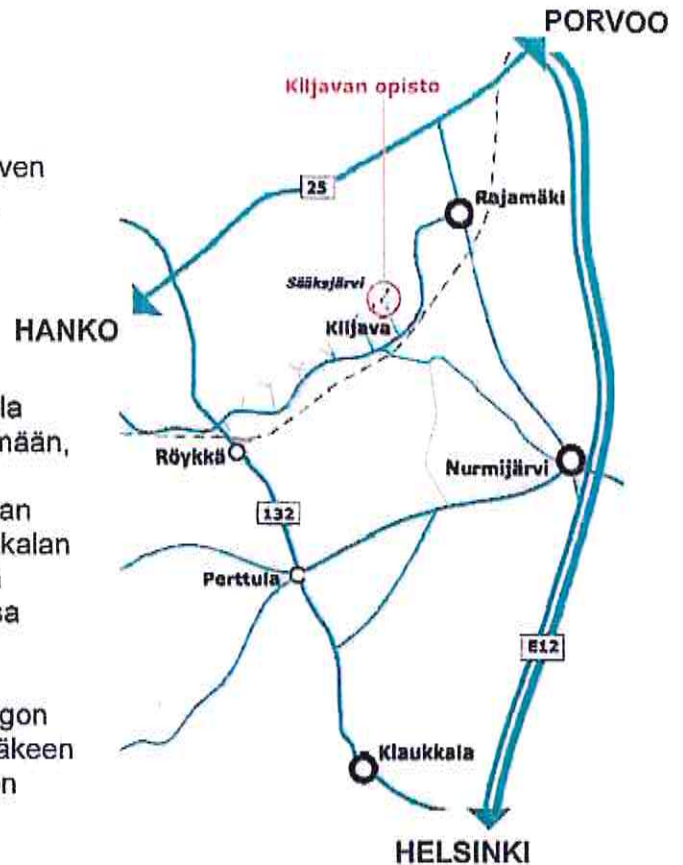 PORVOO
Kiljavan opisto
ven
25
Rajamäki
Sääksjärvi
Kiljava
HANKO
la
mään,
Röykkä
Nurmijärvi
an
132
kalan
Perttula
sa
E12
gon
äkeen
Klaukkala
n
HELSINKI